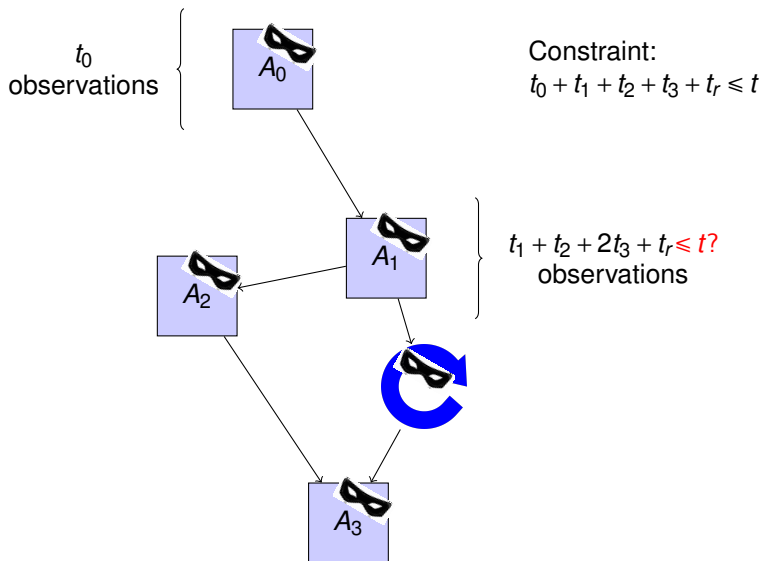 t₀
observations
A₀
Constraint:
t₀ + t₁ + t₂ + t₃ + tᵣ ⩽ t
A₁
t₁ + t₂ + 2t₃ + tᵣ ⩽ t?
observations
A₂
A₃